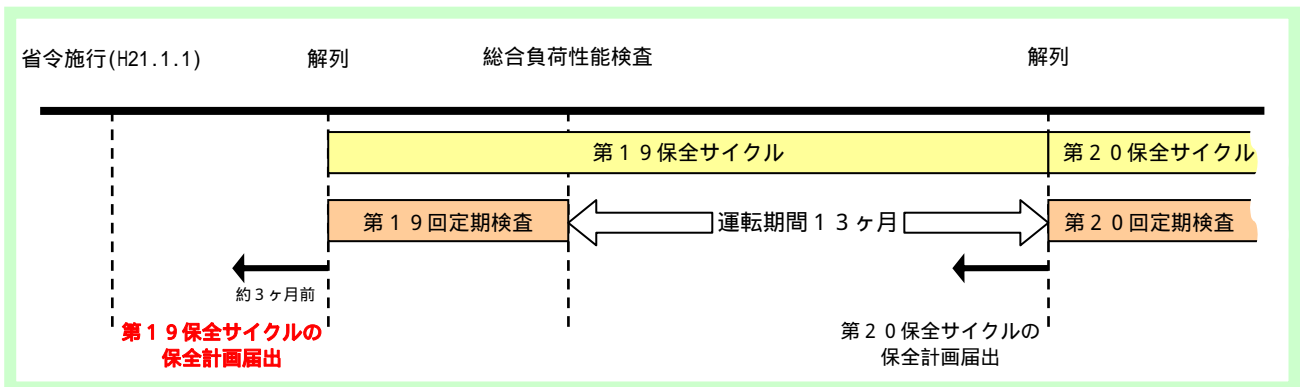 省令施行(H21.1.1)
解列
総合負荷性能検査
解列
第19保全サイクル
第20保全サイクル
第19回定期検査
運転期間13ヶ月
第20回定期検査
約3ヶ月前
第19保全サイクルの
保全計画届出
第20保全サイクルの
保全計画届出